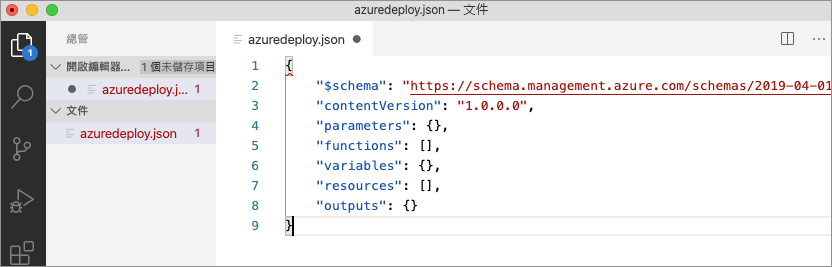 azuredeploy.json — 文件
1
總管
開啟編輯器... 1 個未儲存項目
azuredeploy.j... 1
文件
azuredeploy.json 1
azuredeploy.json
1 {
2 "$schema": "https://schema.management.azure.com/schemas/2019-04-01
3 "contentVersion": "1.0.0.0",
4 "parameters": {},
5 "functions": [],
6 "variables": {},
7 "resources": [],
8 "outputs": {}
9 }